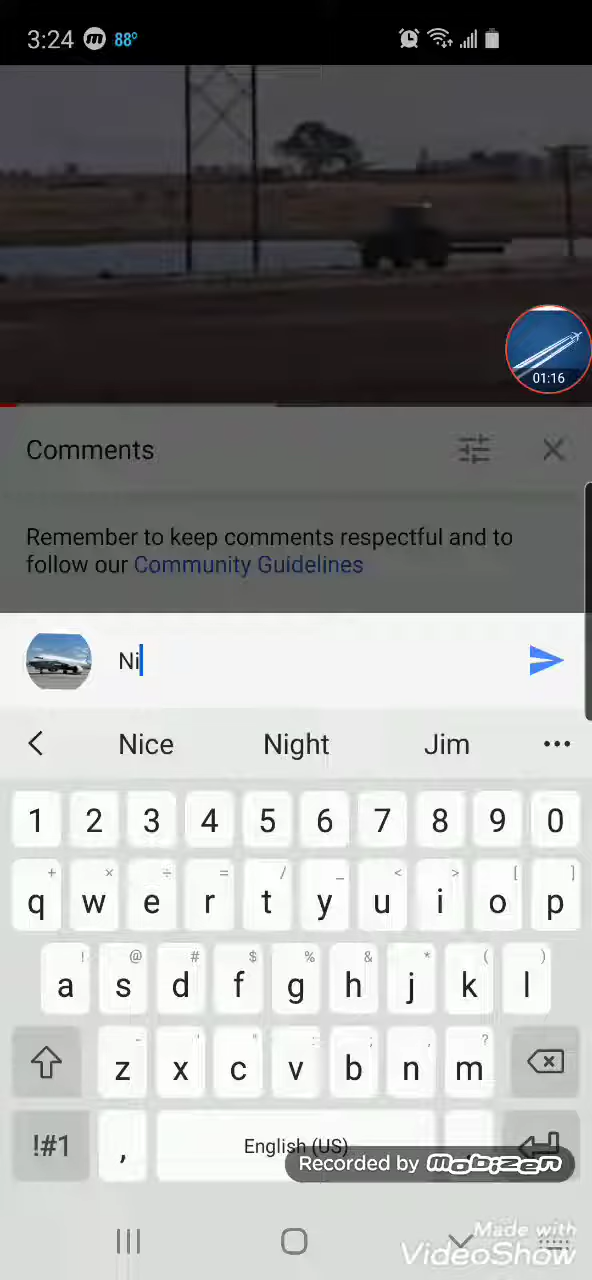 3:24 m 88°
01:16
Comments
Remember to keep comments respectful and to
follow our Community Guidelines
Ni
Nice Night Jim •••
1 2 3 4 5 6 7 8 9 0
+ × ÷ = / _ < > [ ]
q w e r t y u i o p
! @ # $ % & * ( )
a s d f g h j k l
- ' " : ; , ?
z x c v b n m
!#1 , English (US) .
Recorded by mobizen
Made with
VideoShow